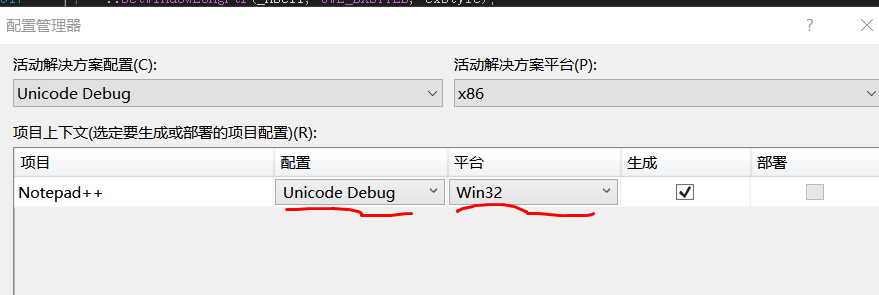 配置管理器
?
活动解决方案配置(C): 活动解决方案平台(P):
Unicode Debug x86
项目上下文(选定要生成或部署的项目配置)(R):
项目 配置 平台 生成 部署
Notepad++ Unicode Debug Win32